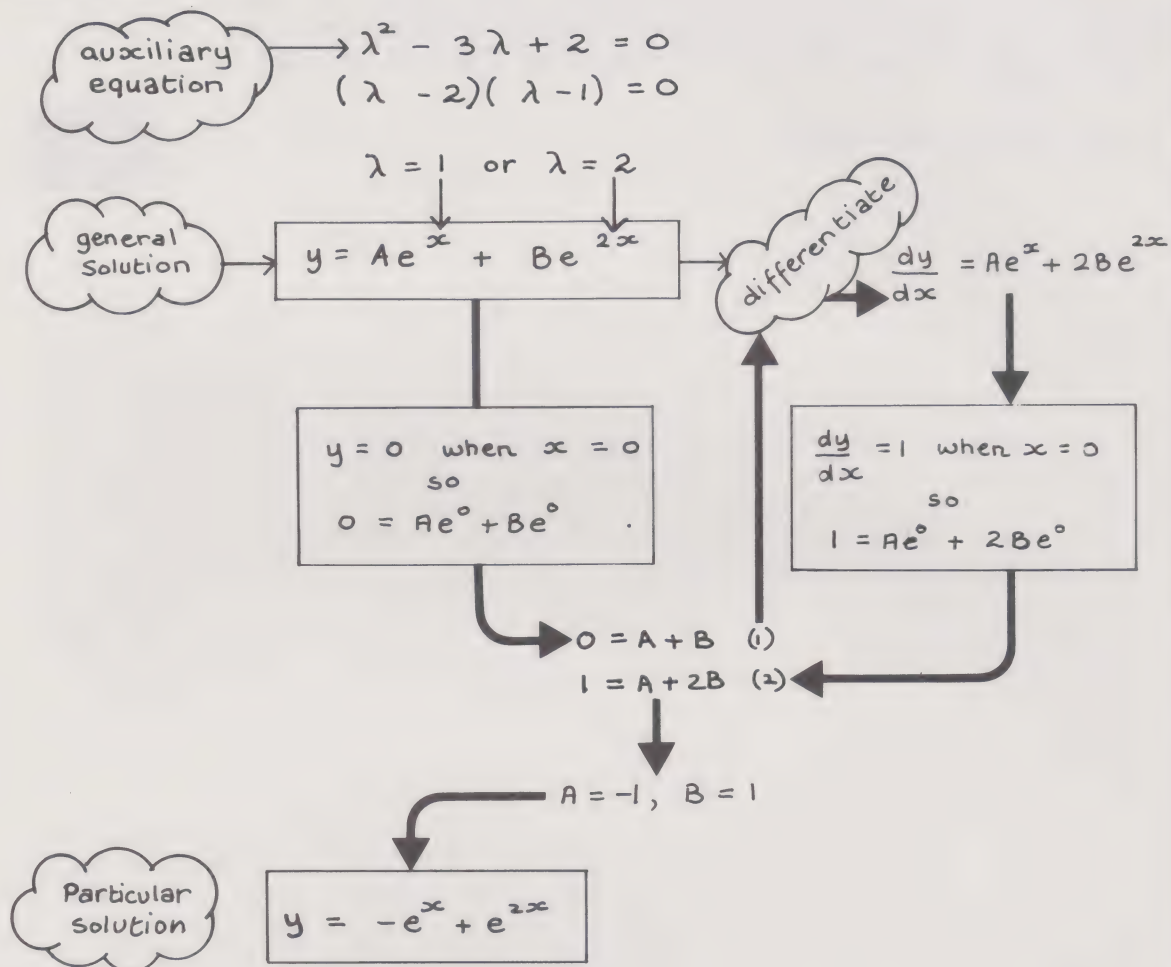 auxiliary
equation
λ² - 3λ + 2 = 0
(λ - 2)(λ - 1) = 0
λ = 1 or λ = 2
general
solution
y = Ae^x + Be^2x
differentiate
dy/dx = Ae^x + 2Be^2x
y = 0 when x = 0
so
0 = Ae^0 + Be^0 .
dy/dx = 1 when x = 0
so
1 = Ae^0 + 2Be^0
0 = A + B (1)
1 = A + 2B (2)
A = -1, B = 1
Particular
solution
y = -e^x + e^2x